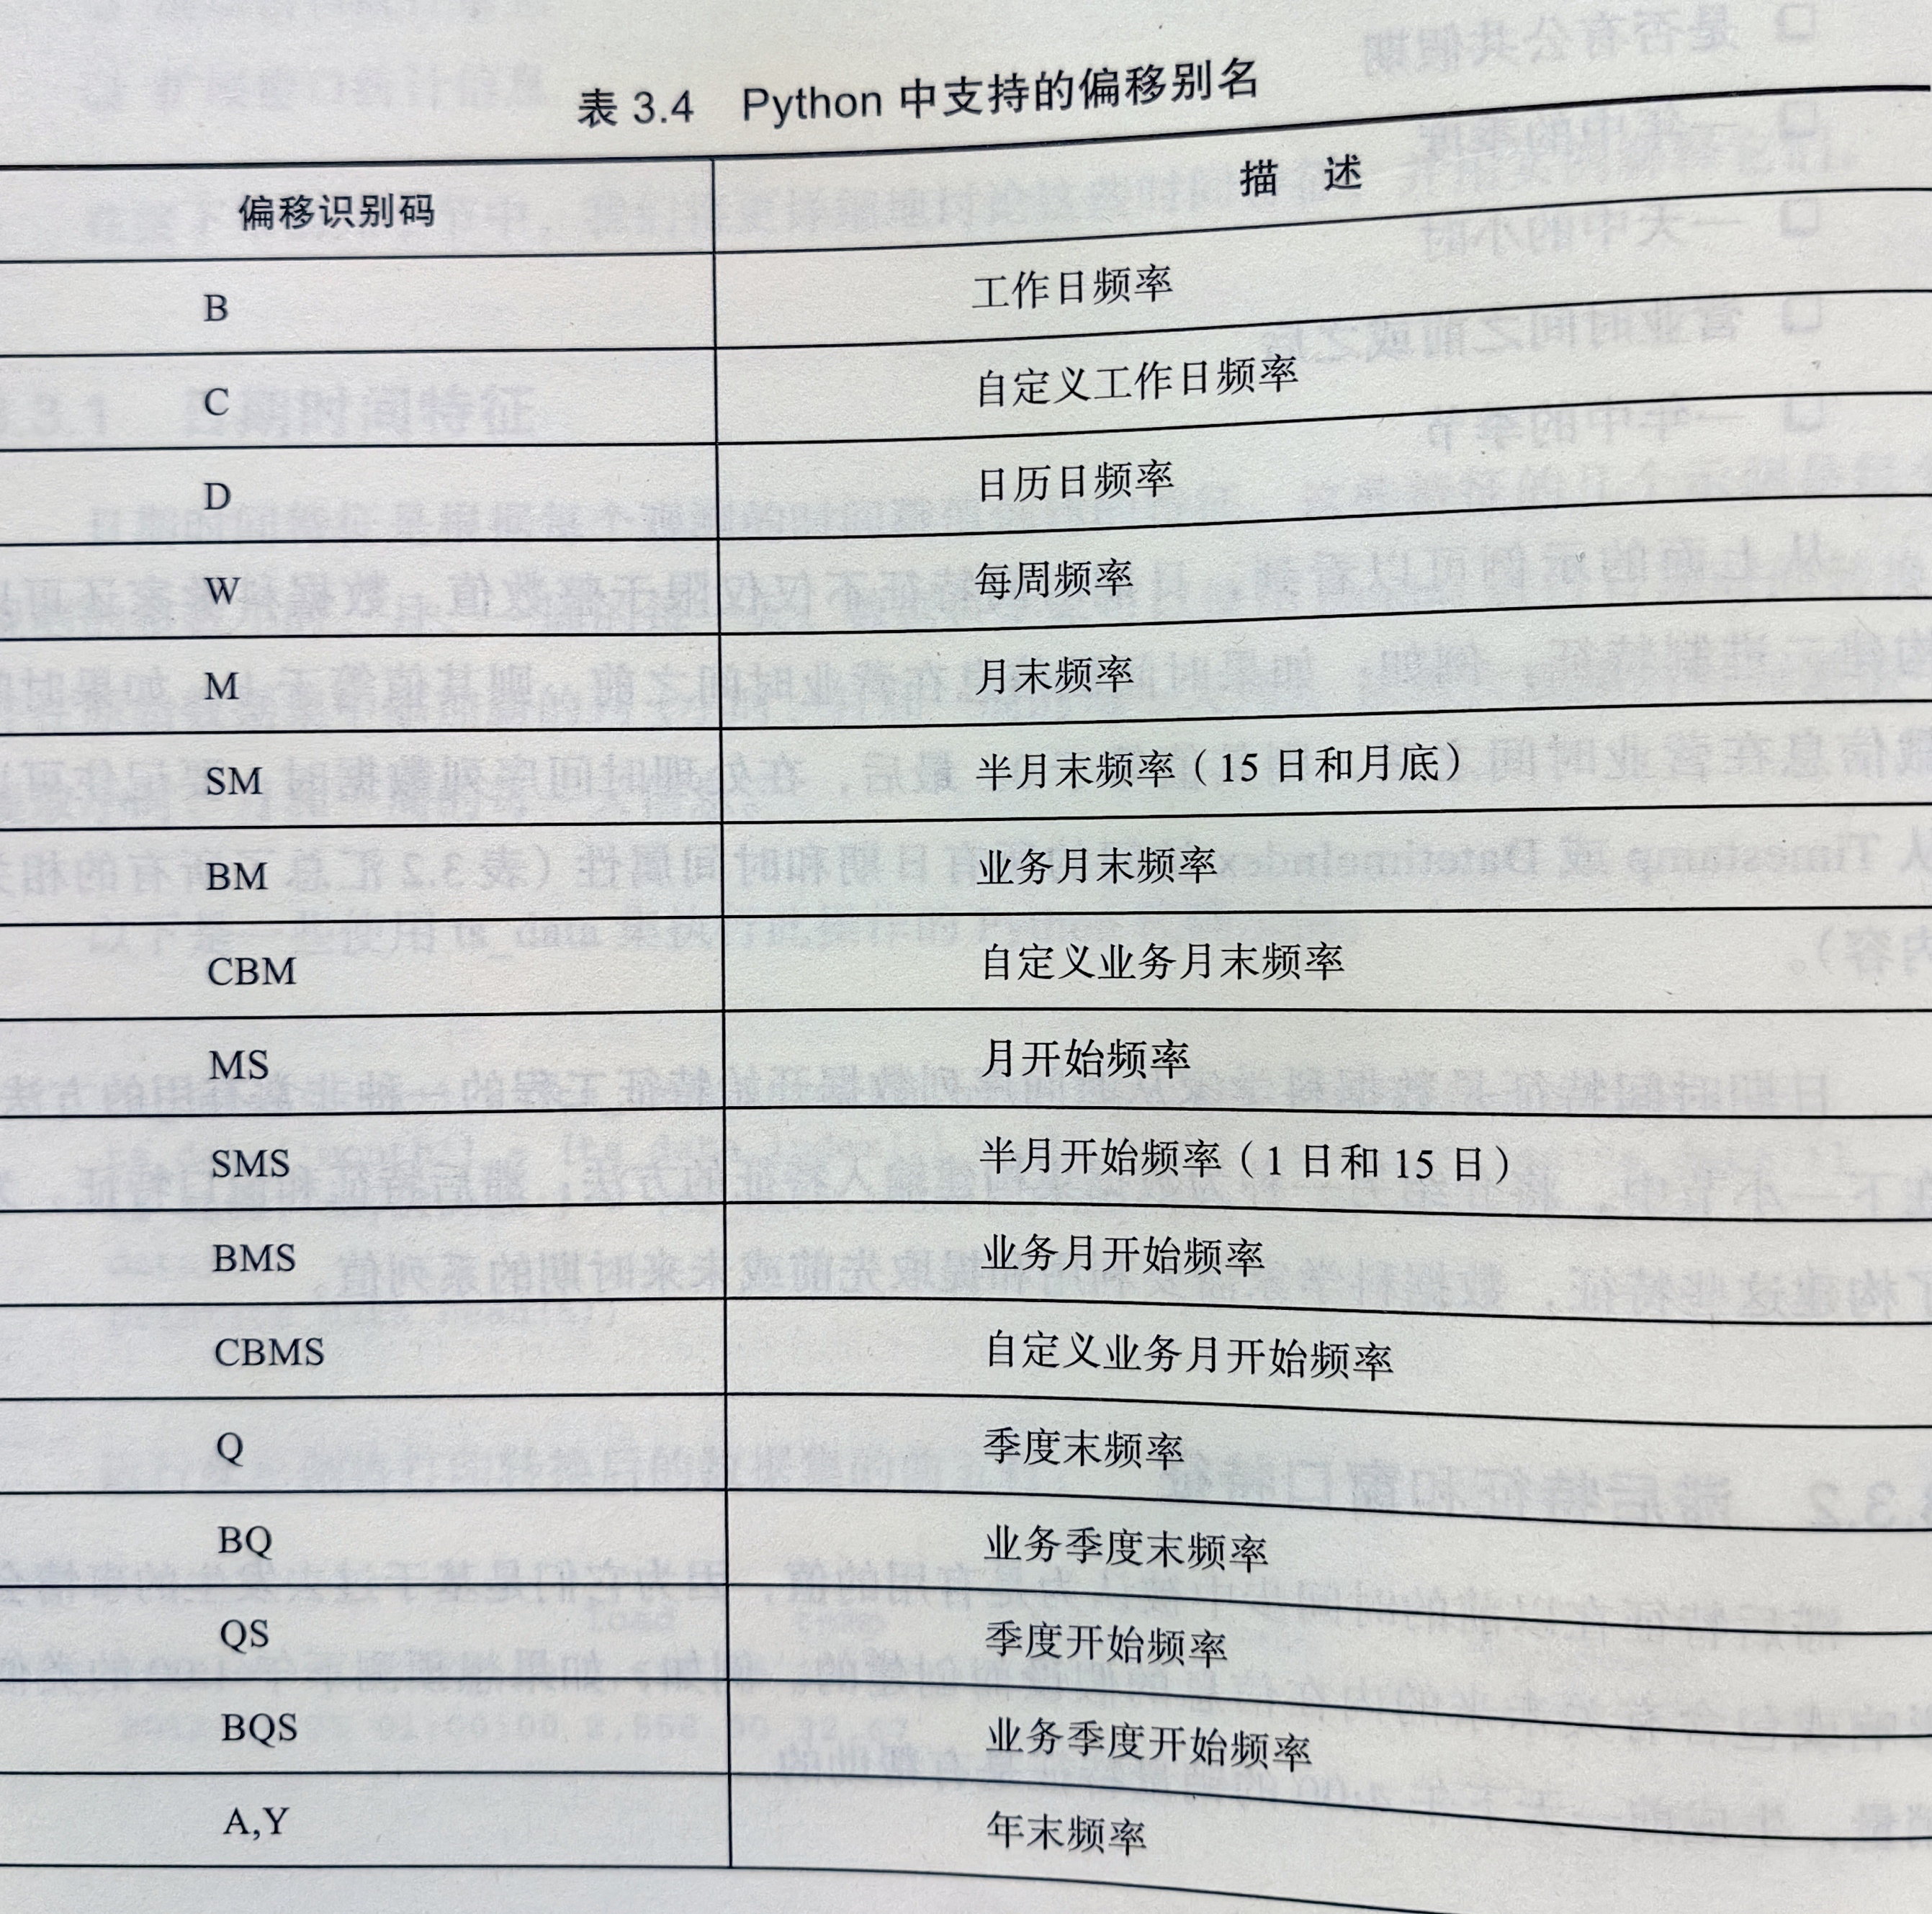 表 3.4 Python 中支持的偏移别名
偏移识别码 描 述
B 工作日频率
C 自定义工作日频率
D 日历日频率
W 每周频率
M 月末频率
SM 半月末频率（15 日和月底）
BM 业务月末频率
CBM 自定义业务月末频率
MS 月开始频率
SMS 半月开始频率（1 日和 15 日）
BMS 业务月开始频率
CBMS 自定义业务月开始频率
Q 季度末频率
BQ 业务季度末频率
QS 季度开始频率
BQS 业务季度开始频率
A,Y 年末频率